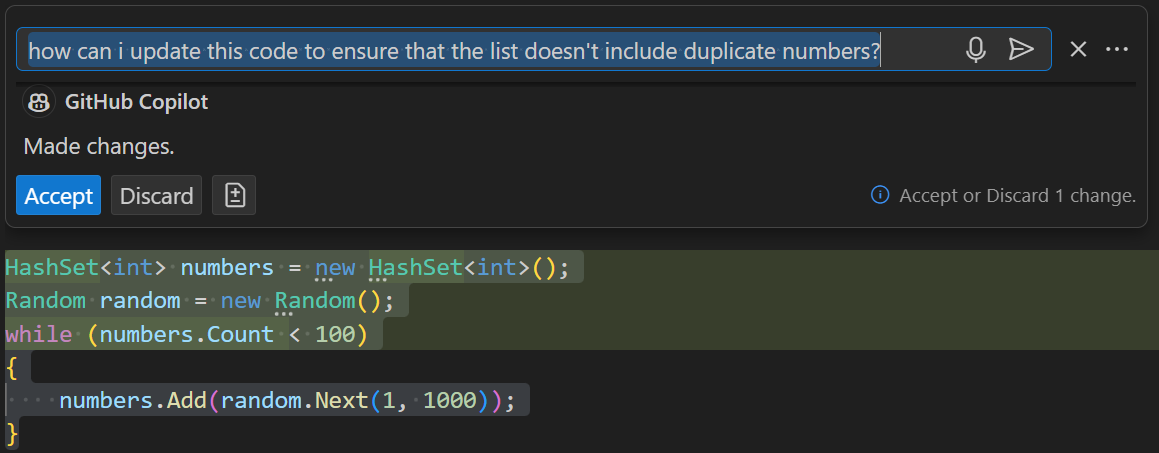 how can i update this code to ensure that the list doesn't include duplicate numbers?
GitHub Copilot
Made changes.
Accept Discard Accept or Discard 1 change.
HashSet<int> numbers = new HashSet<int>();
Random random = new Random();
while (numbers.Count < 100)
{
    numbers.Add(random.Next(1, 1000));
}